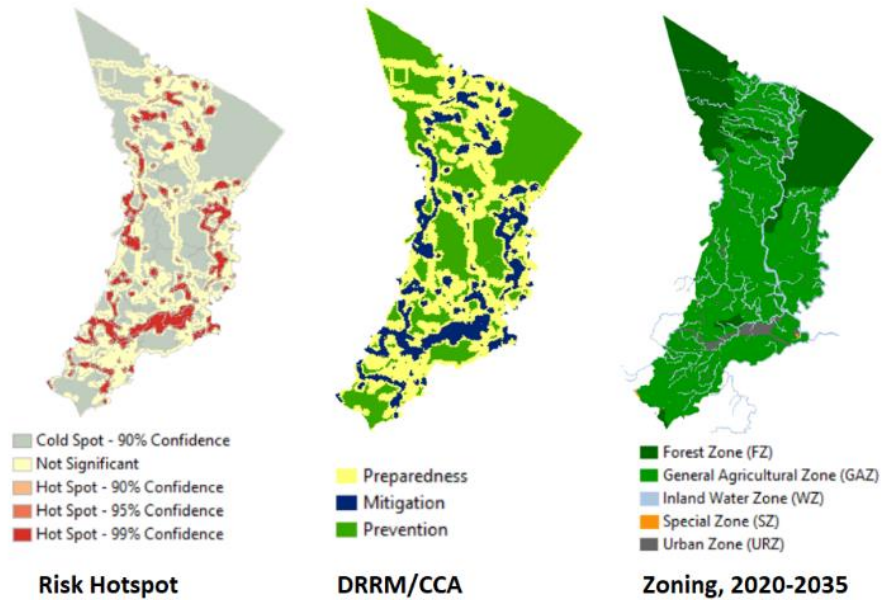 Cold Spot - 90% Confidence
Not Significant
Hot Spot - 90% Confidence
Hot Spot - 95% Confidence
Hot Spot - 99% Confidence
Risk Hotspot
Preparedness
Mitigation
Prevention
DRRM/CCA
Forest Zone (FZ)
General Agricultural Zone (GAZ)
Inland Water Zone (WZ)
Special Zone (SZ)
Urban Zone (URZ)
Zoning, 2020-2035